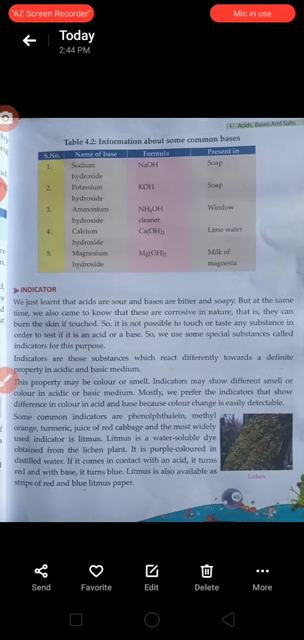 "AZ Screen Recorder"
Mic in use
Today
2:44 PM
4 Acids, Bases And Salts
Table 4.2: Information about some common bases
S.No. Name of base Formula Present in
1. Sodium hydroxide NaOH Soap
2. Potassium hydroxide KOH Soap
3. Ammonium hydroxide NH₄OH Window cleaner
4. Calcium hydroxide Ca(OH)₂ Lime water
5. Magnesium hydroxide Mg(OH)₂ Milk of magnesia
INDICATOR
We just learnt that acids are sour and bases are bitter and soapy. But at the same
time, we also came to know that these are corrosive in nature, that is, they can
burn the skin if touched. So, it is not possible to touch or taste any substance in
order to test if it is an acid or a base. So, we use some special substances called
indicators for this purpose.
Indicators are those substances which react differently towards a definite
property in acidic and basic medium.
This property may be colour or smell. Indicators may show different smell or
colour in acidic or basic medium. Mostly, we prefer the indicators that show
difference in colour in acid and base because colour change is easily detectable.
Some common indicators are phenolphthalein, methyl
orange, turmeric, juice of red cabbage and the most widely
used indicator is litmus. Litmus is a water-soluble dye
obtained from the lichen plant. It is purple-coloured in
distilled water. If it comes in contact with an acid, it turns
red and with base, it turns blue. Litmus is also available as
strips of red and blue litmus paper.
Lichen
Send
Favorite
Edit
Delete
More